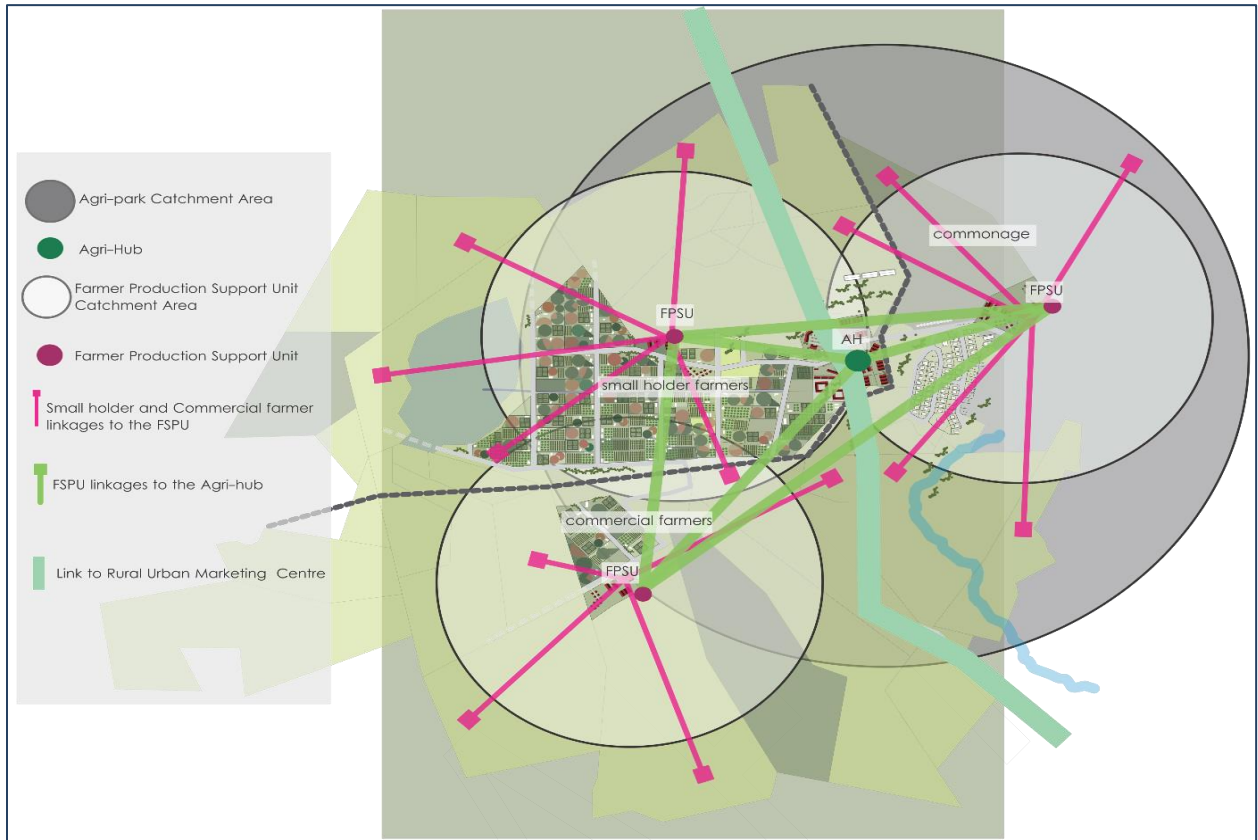 Agri-park Catchment Area
Agri-Hub
Farmer Production Support Unit
Catchment Area
Farmer Production Support Unit
Small holder and Commercial farmer
linkages to the FSPU
FSPU linkages to the Agri-hub
Link to Rural Urban Marketing Centre
commonage
FPSU
FPSU
AH
small holder farmers
commercial farmers
FPSU